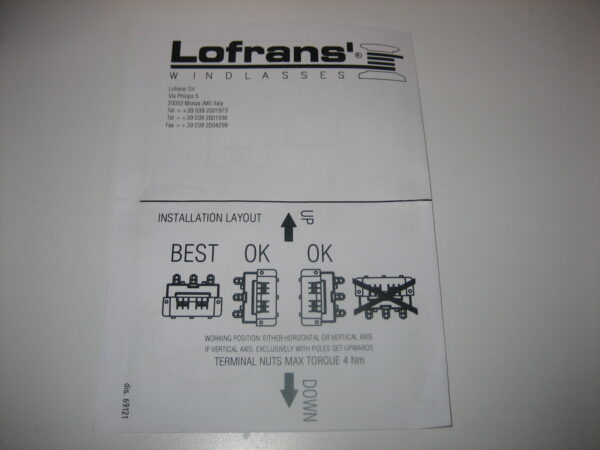 Lofrans'®
WINDLASSES
Lofrans' Srl
Via Philips 5
20052 Monza (MI) Italy
Tel + +39 039 2001973
Tel + +39 039 2001936
Fax + +39 039 2004299
INSTALLATION LAYOUT
UP
BEST OK OK
WORKING POSITION: EITHER HORIZONTAL OR VERTICAL AXIS.
IF VERTICAL AXIS, EXCLUSIVELY WITH POLES SET UPWARDS.
TERMINAL NUTS MAX TORQUE 4 Nm
DOWN
dis. 69121